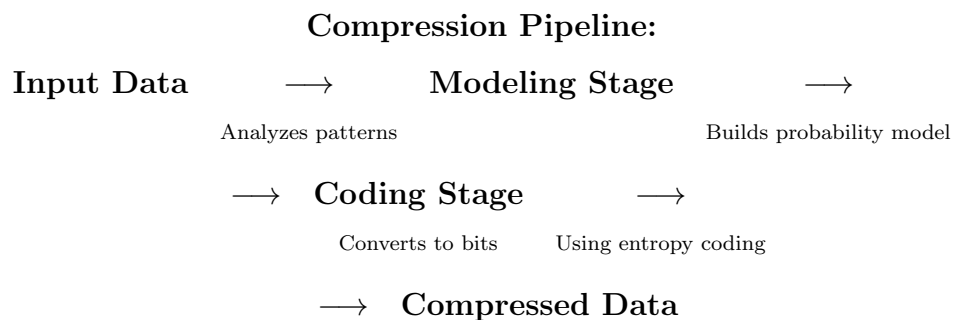 Compression Pipeline:
Input Data ⟶ Modeling Stage ⟶
Analyzes patterns Builds probability model
⟶ Coding Stage ⟶
Converts to bits Using entropy coding
⟶ Compressed Data